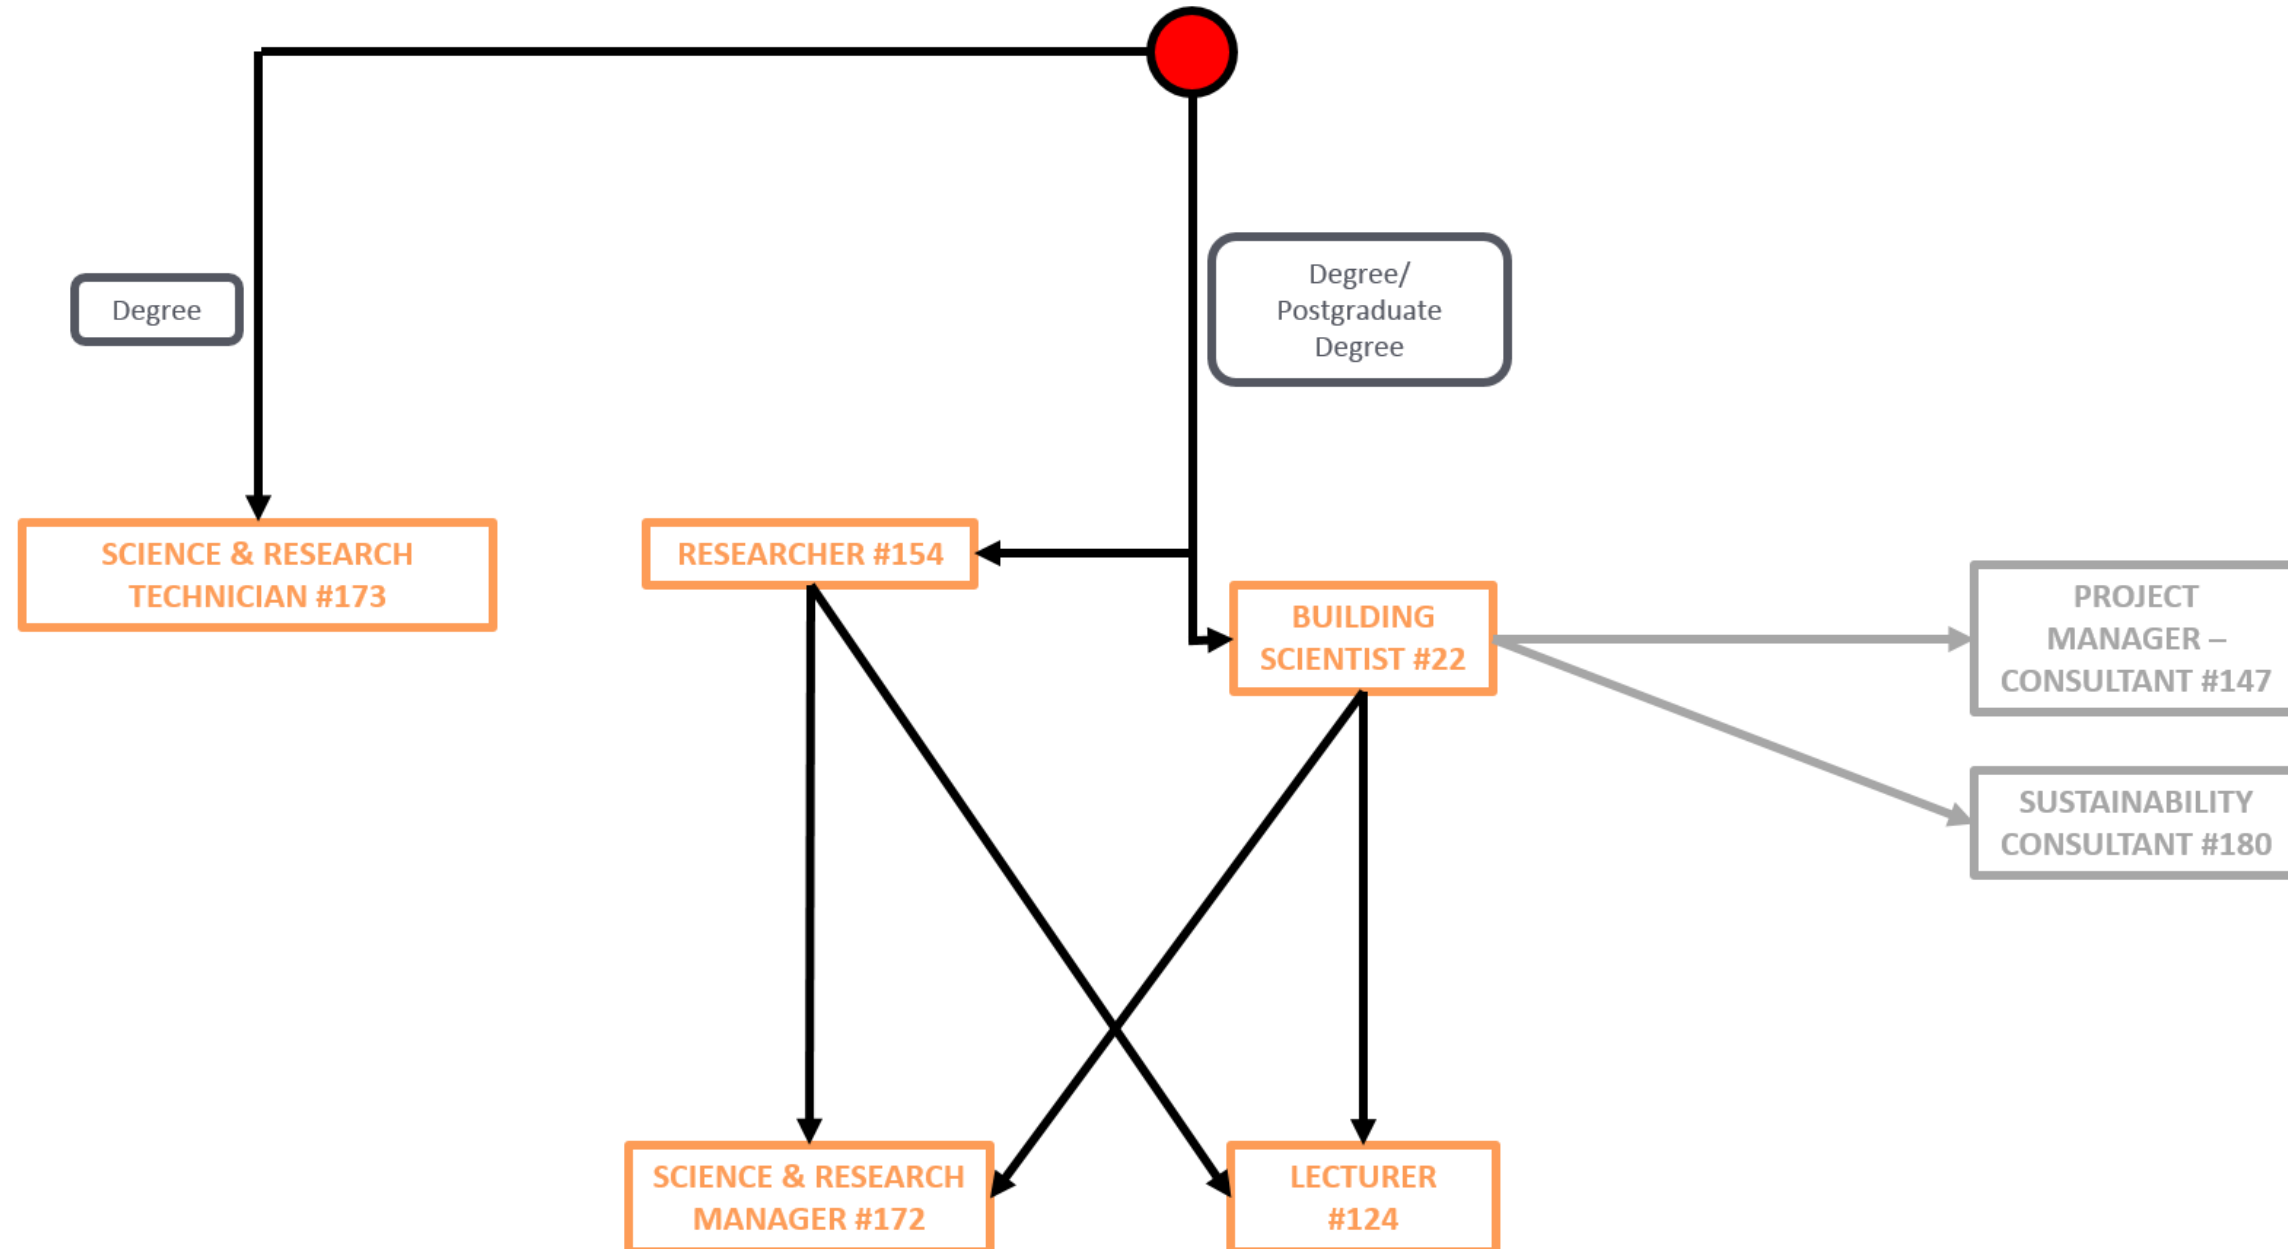 Degree
Degree/
Postgraduate
Degree
SCIENCE & RESEARCH
TECHNICIAN #173
RESEARCHER #154
BUILDING
SCIENTIST #22
PROJECT
MANAGER –
CONSULTANT #147
SUSTAINABILITY
CONSULTANT #180
SCIENCE & RESEARCH
MANAGER #172
LECTURER
#124